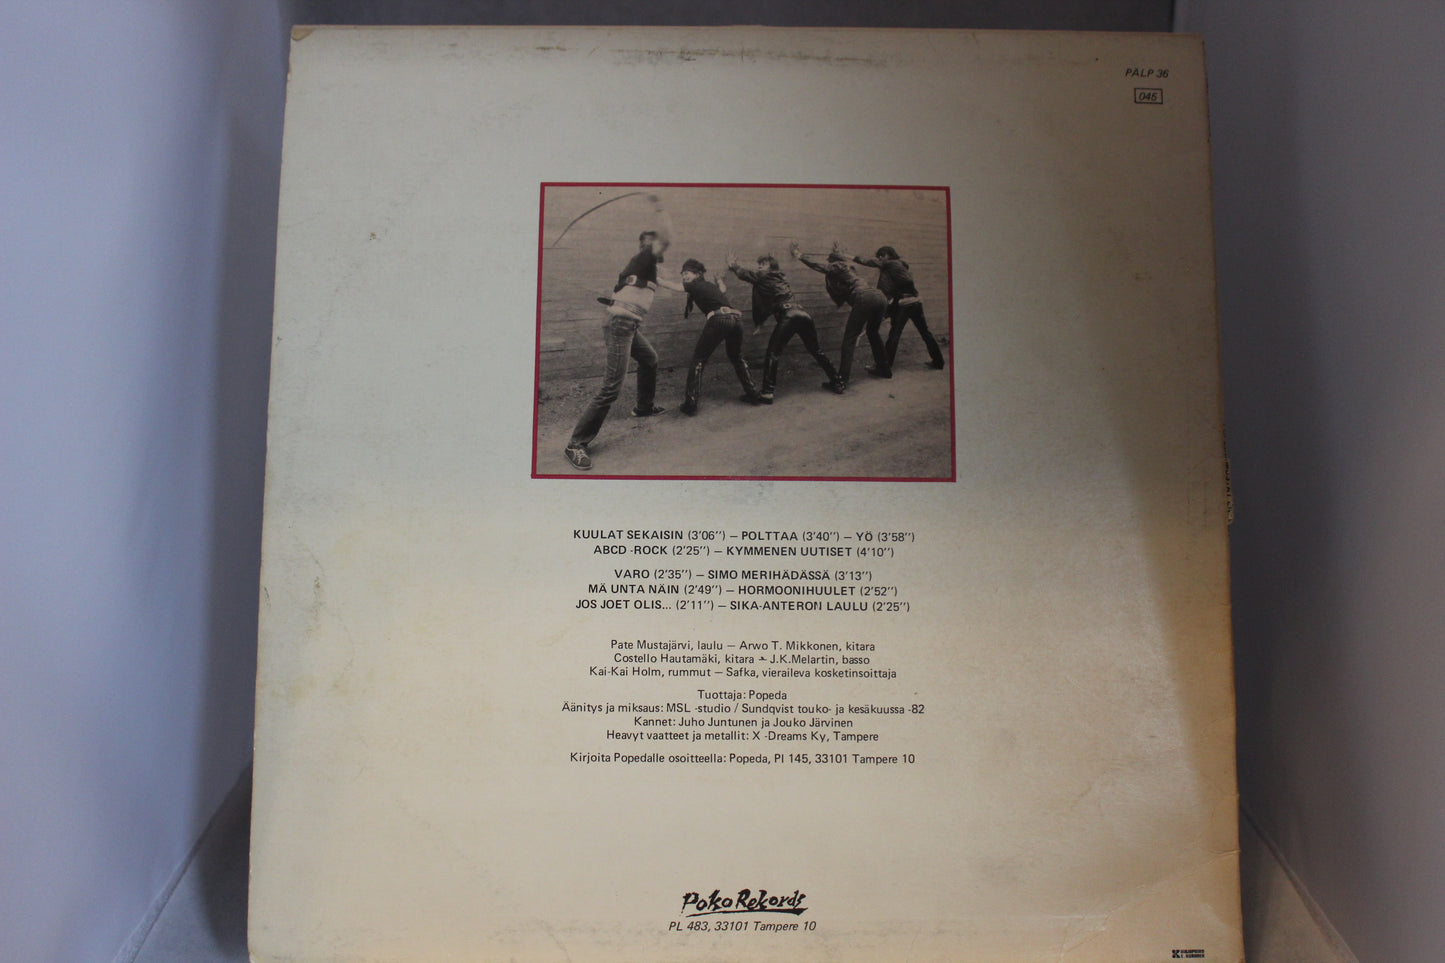 PÄLP 36
045
KUULAT SEKAISIN (3'06'') – POLTTAA (3'40'') – YÖ (3'58'')
ABCD -ROCK (2'25'') – KYMMENEN UUTISET (4'10'')
VARO (2'35'') – SIMO MERIHÄDÄSSÄ (3'13'')
MÄ UNTA NÄIN (2'49'') – HORMOONIHUULET (2'52'')
JOS JOET OLIS... (2'11'') – SIKA-ANTERON LAULU (2'25'')
Pate Mustajärvi, laulu – Arwo T. Mikkonen, kitara
Costello Hautamäki, kitara – J.K.Melartin, basso
Kai-Kai Holm, rummut – Safka, vieraileva kosketinsoittaja
Tuottaja: Popeda
Äänitys ja miksaus: MSL -studio / Sundqvist touko- ja kesäkuussa -82
Kannet: Juho Juntunen ja Jouko Järvinen
Heavyt vaatteet ja metallit: X -Dreams Ky, Tampere
Kirjoita Popedalle osoitteella: Popeda, Pl 145, 33101 Tampere 10
Poko Rekords
PL 483, 33101 Tampere 10